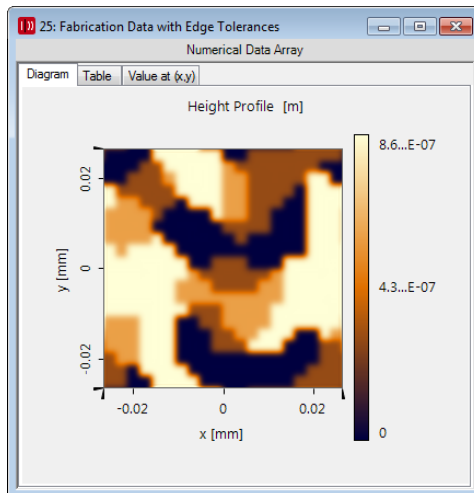 25: Fabrication Data with Edge Tolerances
Numerical Data Array
Diagram Table Value at (x,y)
Height Profile [m]
8.6...E-07
0.02
0
y [mm]
4.3...E-07
-0.02
0
-0.02 0 0.02
x [mm]